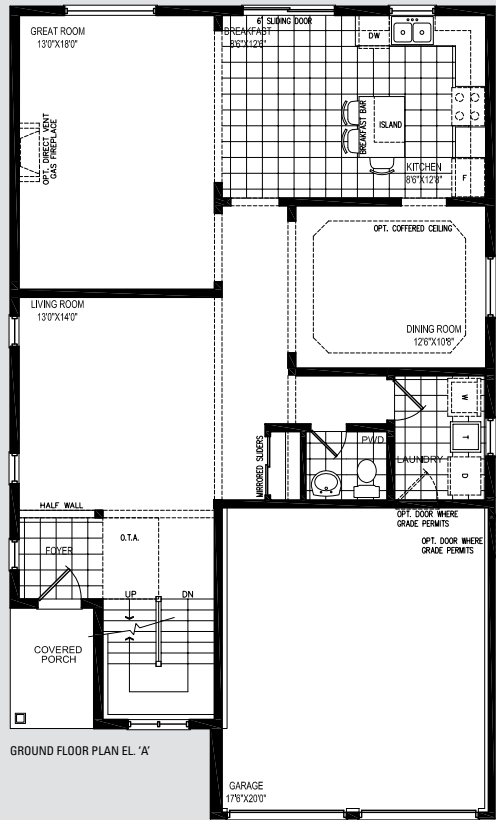 GREAT ROOM
13'0"X18'0"
6' SLIDING DOOR
BREAKFAST
8'6"X12'6"
DW
OPT. DIRECT VENT
GAS FIREPLACE
BREAKFAST BAR
ISLAND
KITCHEN
8'6"X12'8"
F
OPT. COFFERED CEILING
LIVING ROOM
13'0"X14'0"
DINING ROOM
12'6"X10'8"
W
T
D
MIRRORED SLIDERS
PWD
LAUNDRY
HALF WALL
OPT. DOOR WHERE
GRADE PERMITS
OPT. DOOR WHERE
GRADE PERMITS
O.T.A.
FOYER
UP
DN
COVERED
PORCH
GROUND FLOOR PLAN EL. ‘A’
GARAGE
17'6"X20'0"